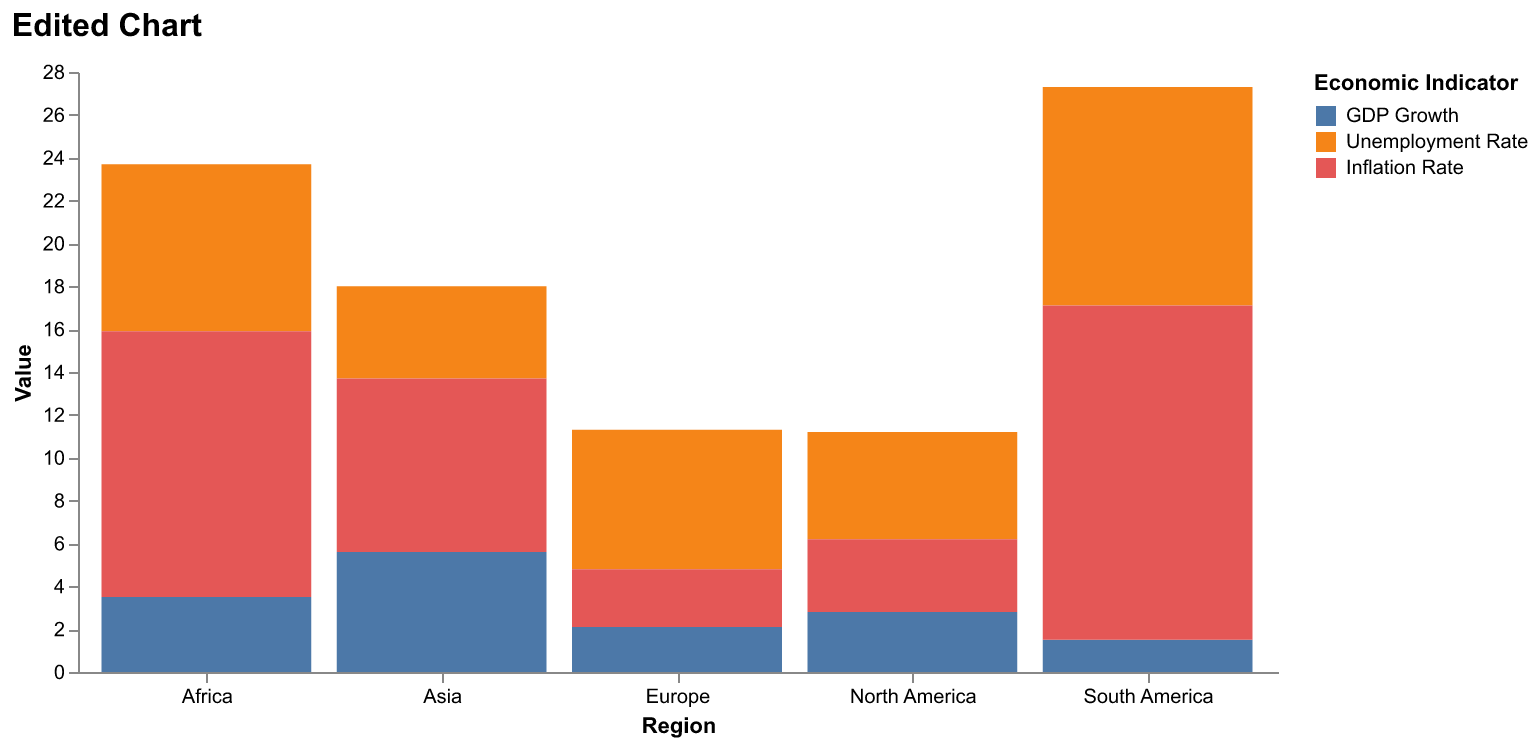 Edited Chart
28
26
24
22
20
18
16
14
12
10
8
6
4
2
0
Value
Africa
Asia
Europe
North America
South America
Region
Economic Indicator
GDP Growth
Unemployment Rate
Inflation Rate